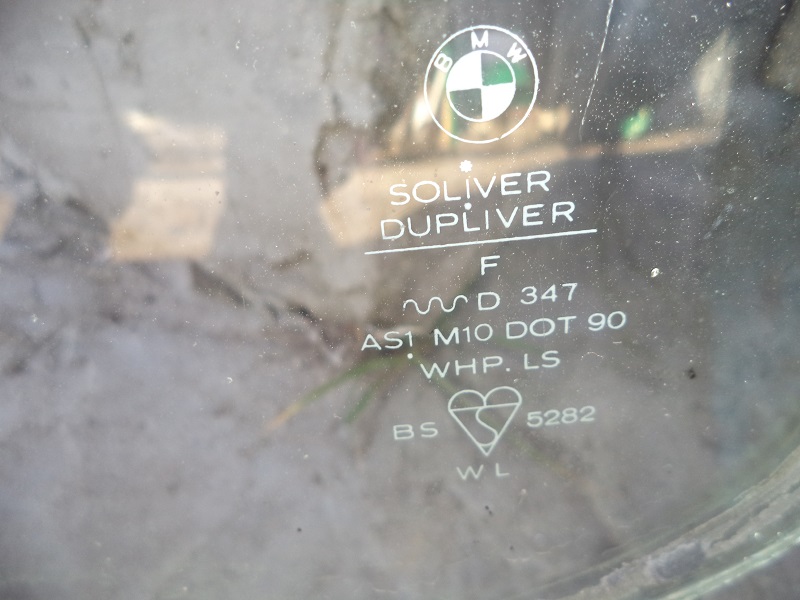 BMW
SOLIVER
DUPLIVER
F
D 347
AS1 M10 DOT 90
WHP. LS
BS 5282
WL